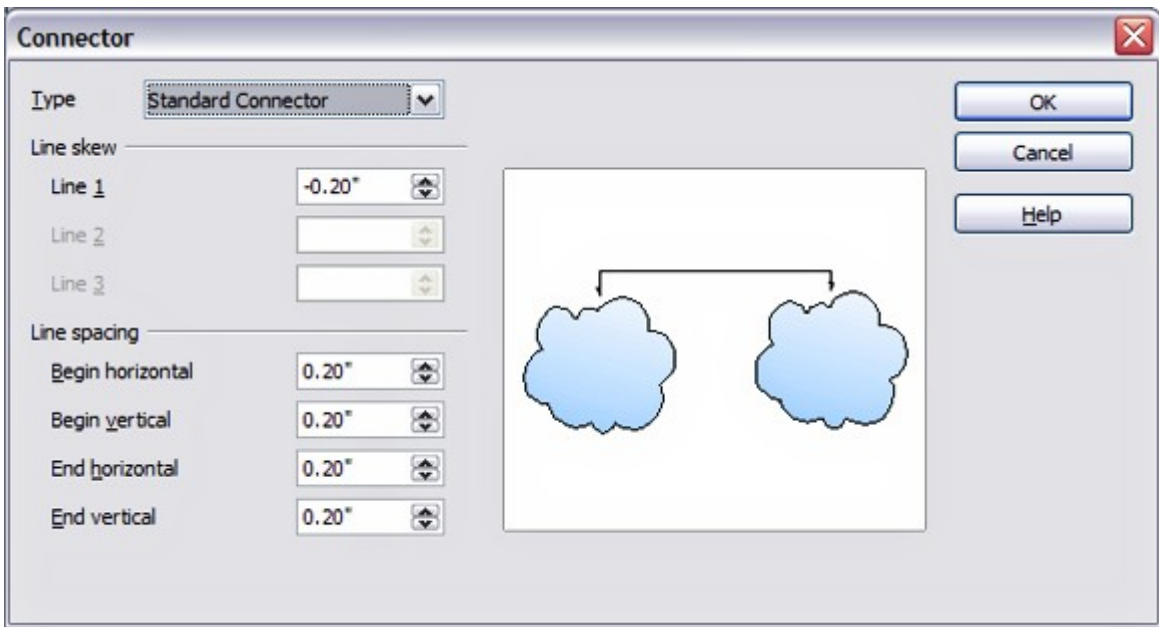 Connector
Type Standard Connector
OK
Cancel
Help
Line skew
Line 1 -0.20"
Line 2
Line 3
Line spacing
Begin horizontal 0.20"
Begin vertical 0.20"
End horizontal 0.20"
End vertical 0.20"